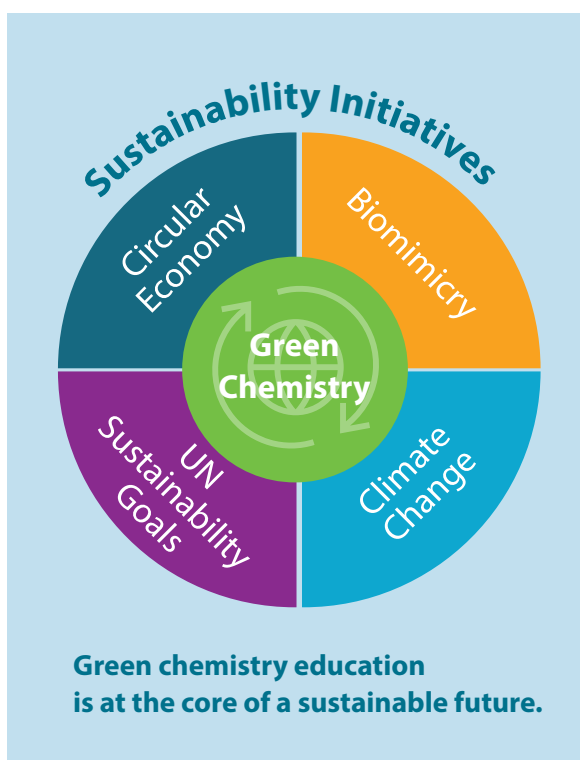 Sustainability Initiatives
Circular
Economy
Biomimicry
Green
Chemistry
UN
Sustainability
Goals
Climate
Change
Green chemistry education
is at the core of a sustainable future.